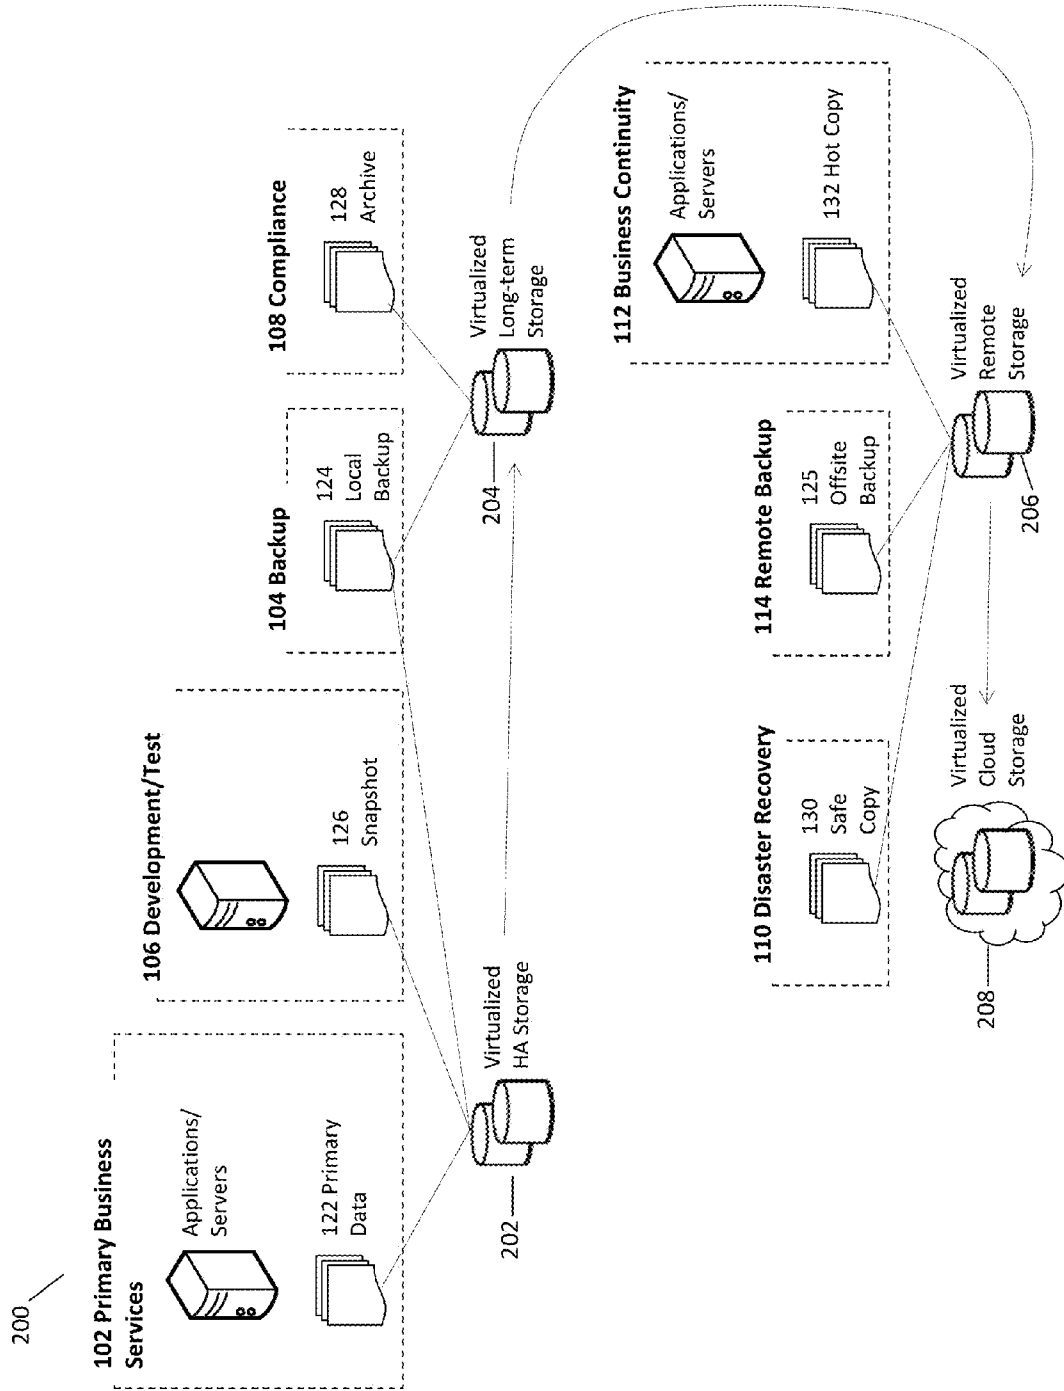 200
102 Primary Business
Services
Applications/
Servers
122 Primary
Data
106 Development/Test
126
Snapshot
104 Backup
124
Local
Backup
108 Compliance
128
Archive
202
Virtualized
HA Storage
204
Virtualized
Long-term
Storage
110 Disaster Recovery
130
Safe
Copy
114 Remote Backup
125
Offsite
Backup
112 Business Continuity
Applications/
Servers
132 Hot Copy
208
Virtualized
Cloud
Storage
206
Virtualized
Remote
Storage